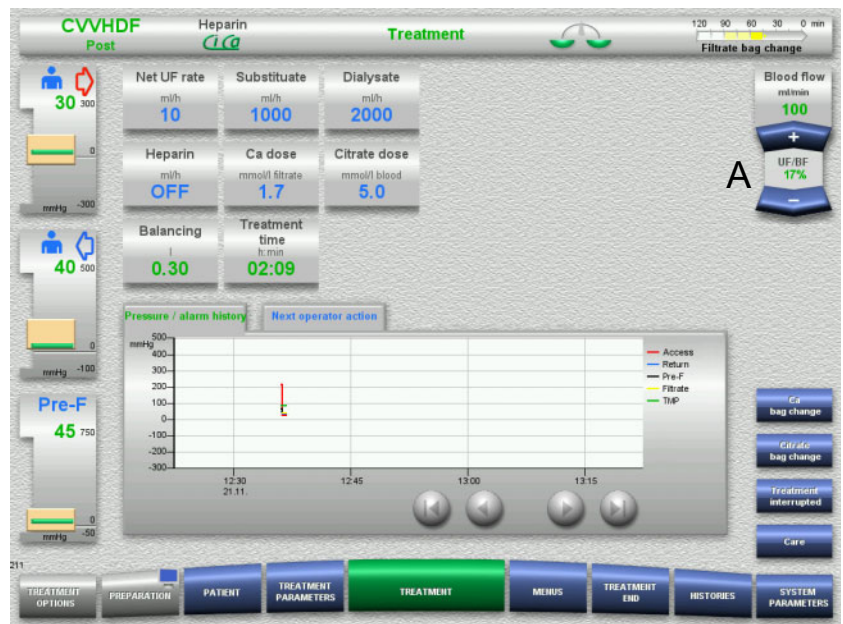 CVVHDF
Post
Heparin
CiCa
Treatment
120 90 60 30 0 min
Filtrate bag change
30 300
0
mmHg -300
40 500
0
mmHg -100
Pre-F
45 750
0
mmHg -50
Net UF rate
ml/h
10
Substituate
ml/h
1000
Dialysate
ml/h
2000
Heparin
ml/h
OFF
Ca dose
mmol/l filtrate
1.7
Citrate dose
mmol/l blood
5.0
Balancing
l
0.30
Treatment
time
h:min
02:09
Blood flow
ml/min
100
+
UF/BF
17%
−
A
Pressure / alarm history
Next operator action
mmHg
500
400
300
200
100
0
-100
-200
-300
12:30 12:45 13:00 13:15
21.11.
Access
Return
Pre-F
Filtrate
TMP
Ca
bag change
Citrate
bag change
Treatment
interrupted
Care
211
TREATMENT
OPTIONS
PREPARATION
PATIENT
TREATMENT
PARAMETERS
TREATMENT
MENUS
TREATMENT
END
HISTORIES
SYSTEM
PARAMETERS